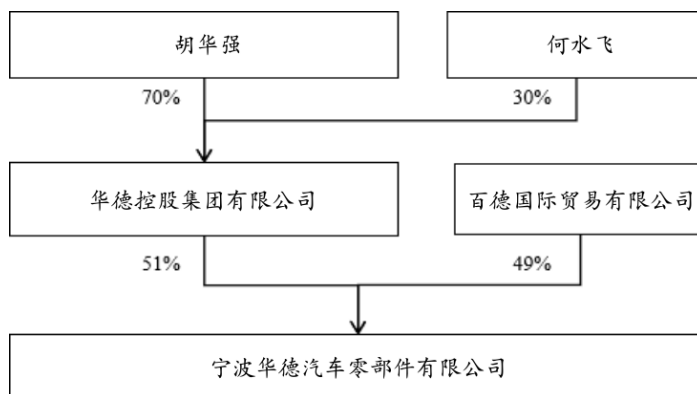 胡华强
何水飞
70%
30%
华德控股集团有限公司
百德国际贸易有限公司
51%
49%
宁波华德汽车零部件有限公司